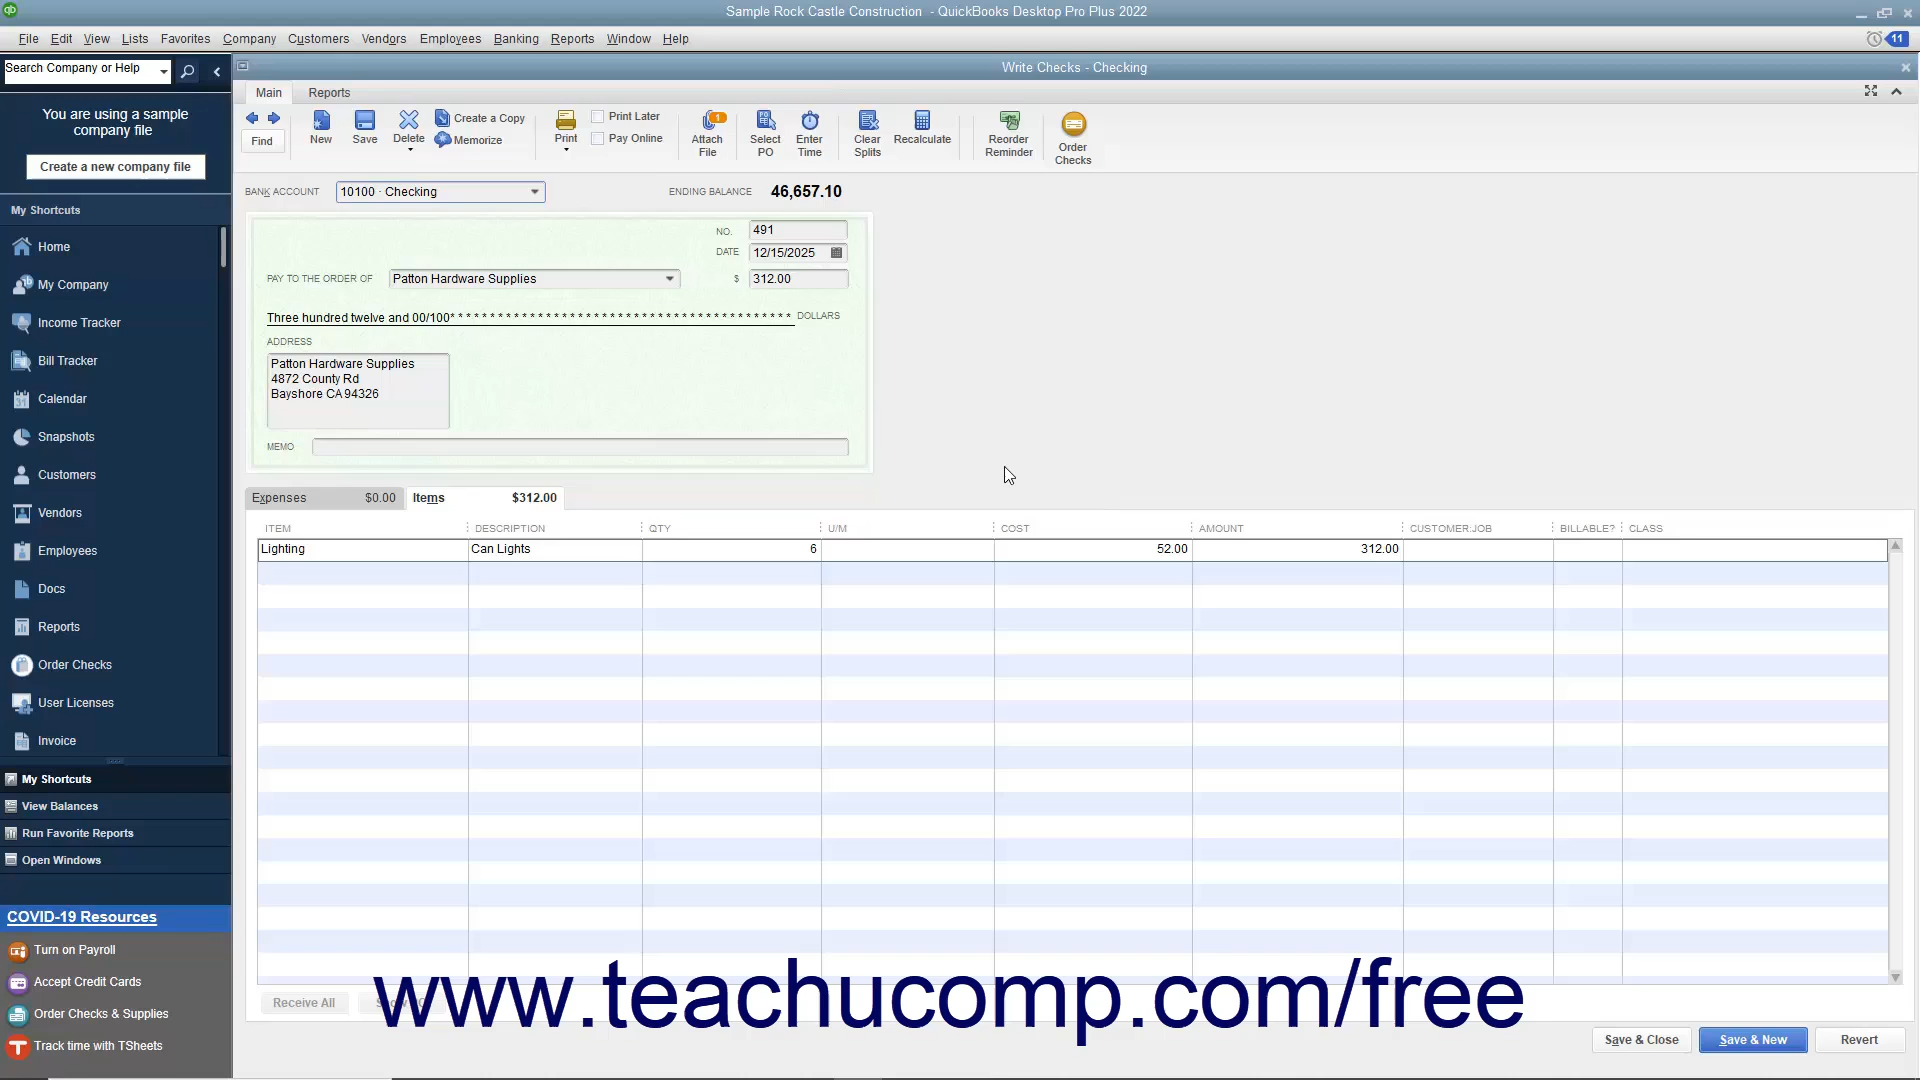 Sample Rock Castle Construction - QuickBooks Desktop Pro Plus 2022
File Edit View Lists Favorites Company Customers Vendors Employees Banking Reports Window Help
11
Search Company or Help
Write Checks - Checking
You are using a sample
company file
Create a new company file
My Shortcuts
Home
My Company
Income Tracker
Bill Tracker
Calendar
Snapshots
Customers
Vendors
Employees
Docs
Reports
Order Checks
User Licenses
Invoice
My Shortcuts
View Balances
Run Favorite Reports
Open Windows
COVID-19 Resources
Turn on Payroll
Accept Credit Cards
Order Checks & Supplies
Track time with TSheets
Main Reports
Find
New
Save
Delete
Create a Copy
Memorize
Print
Print Later
Pay Online
1
Attach
File
Select
PO
Enter
Time
Clear
Splits
Recalculate
Reorder
Reminder
Order
Checks
BANK ACCOUNT 10100 · Checking ENDING BALANCE 46,657.10
NO. 491
DATE 12/15/2025
PAY TO THE ORDER OF Patton Hardware Supplies $ 312.00
Three hundred twelve and 00/100* * * * * * * * * * * * * * * * * * * * * * * * * * * * * * * * * * * * * * * * * * DOLLARS
ADDRESS
Patton Hardware Supplies
4872 County Rd
Bayshore CA 94326
MEMO
Expenses $0.00 Items $312.00
ITEM DESCRIPTION QTY U/M COST AMOUNT CUSTOMER:JOB BILLABLE? CLASS
Lighting Can Lights 6 52.00 312.00
Receive All
www.teachucomp.com/free
Save & Close Save & New Revert